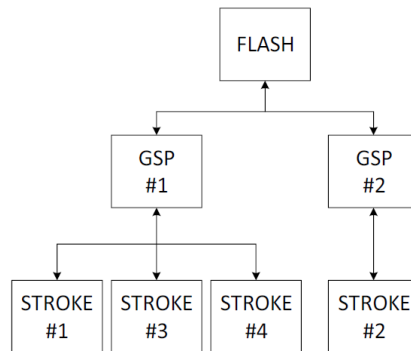 FLASH
GSP
#1
GSP
#2
STROKE
#1
STROKE
#3
STROKE
#4
STROKE
#2